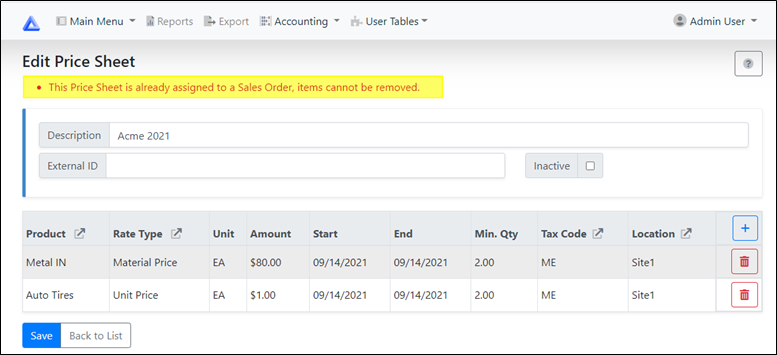 Main Menu Reports Export Accounting User Tables Admin User
Edit Price Sheet
?
• This Price Sheet is already assigned to a Sales Order, items cannot be removed.
Description Acme 2021
External ID Inactive
Product Rate Type Unit Amount Start End Min. Qty Tax Code Location +
Metal IN Material Price EA $80.00 09/14/2021 09/14/2021 2.00 ME Site1
Auto Tires Unit Price EA $1.00 09/14/2021 09/14/2021 2.00 ME Site1
Save Back to List